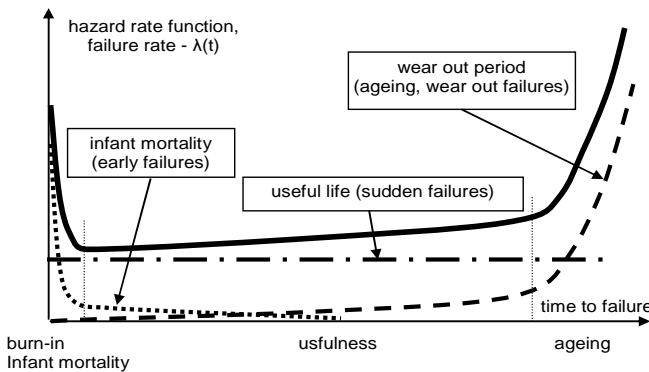 hazard rate function,
failure rate - λ(t)
wear out period
(ageing, wear out failures)
infant mortality
(early failures)
useful life (sudden failures)
time to failure
burn-in
Infant mortality
usfulness
ageing